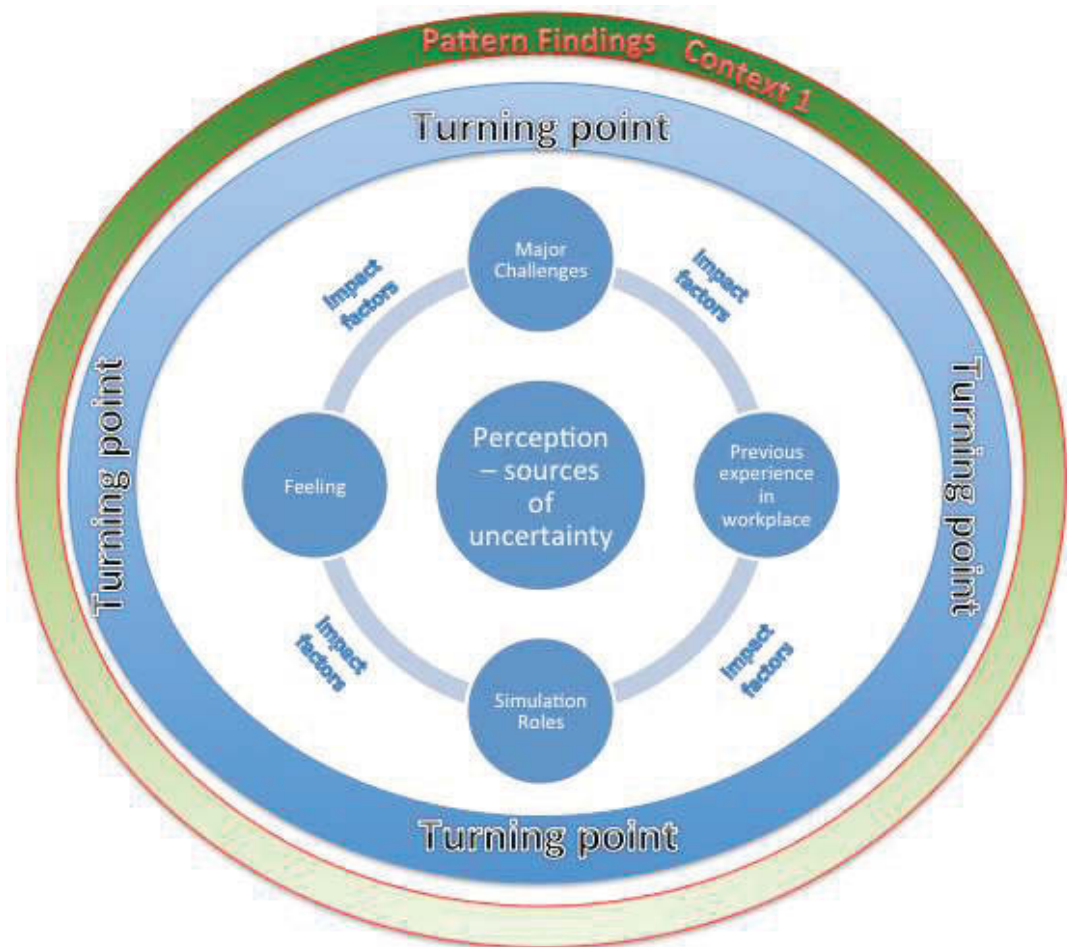 Pattern Findings Context 1
Turning point
Major
Challenges
Impact
factors
Impact
factors
Turning point
Feeling
Perception
– sources
of
uncertainty
Previous
experience
in
workplace
Turning point
Impact
factors
Impact
factors
Simulation
Roles
Turning point